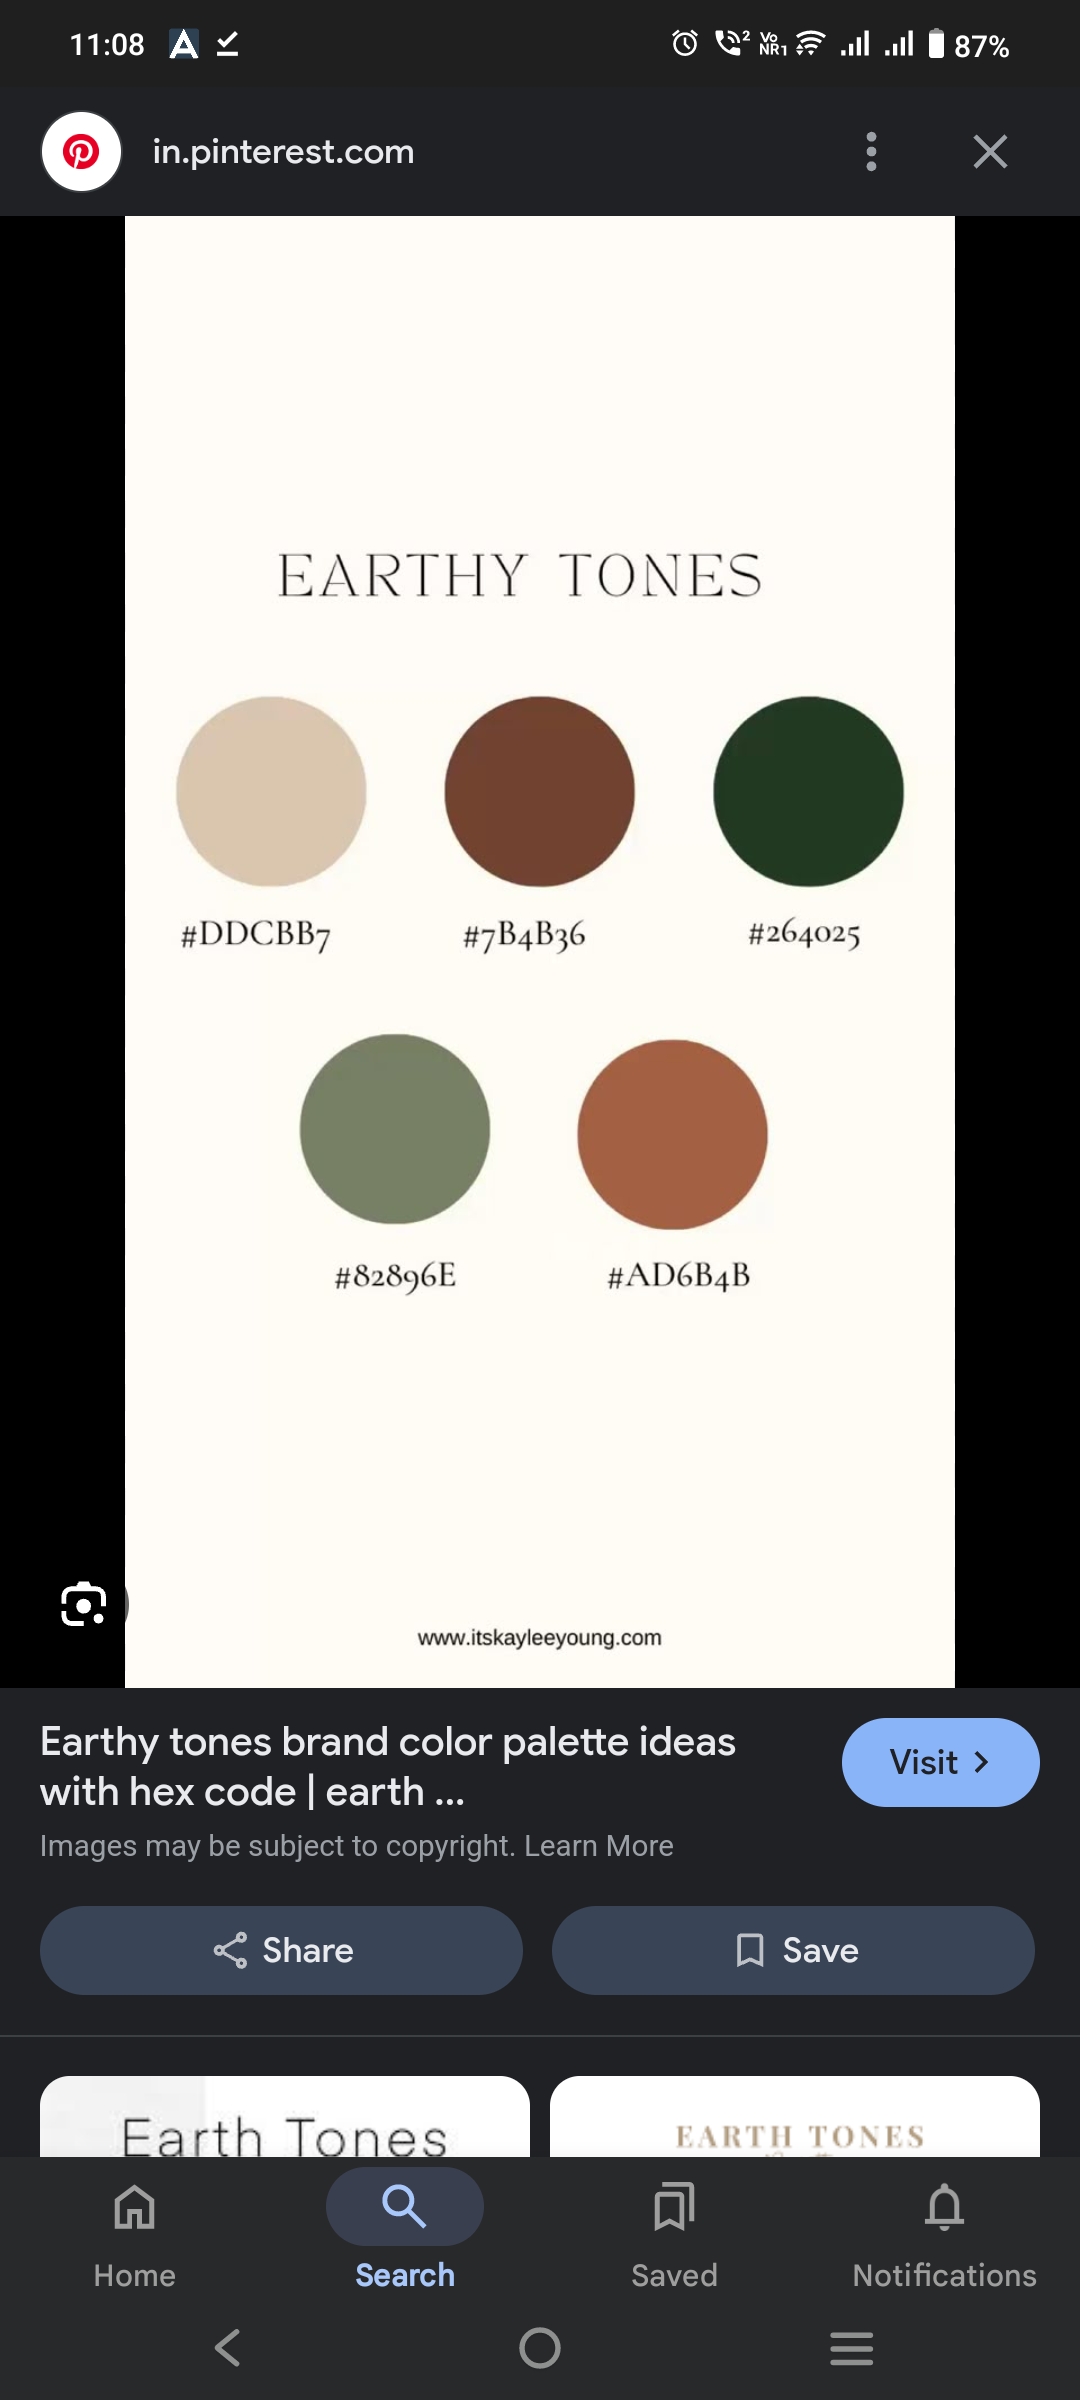 11:08
87%
in.pinterest.com
EARTHY TONES
#DDCBB7 #7B4B36 #264025
#82896E #AD6B4B
www.itskayleeyoung.com
Earthy tones brand color palette ideas
with hex code | earth ...
Visit
Images may be subject to copyright. Learn More
Share Save
Earth Tones EARTH TONES
Home Search Saved Notifications